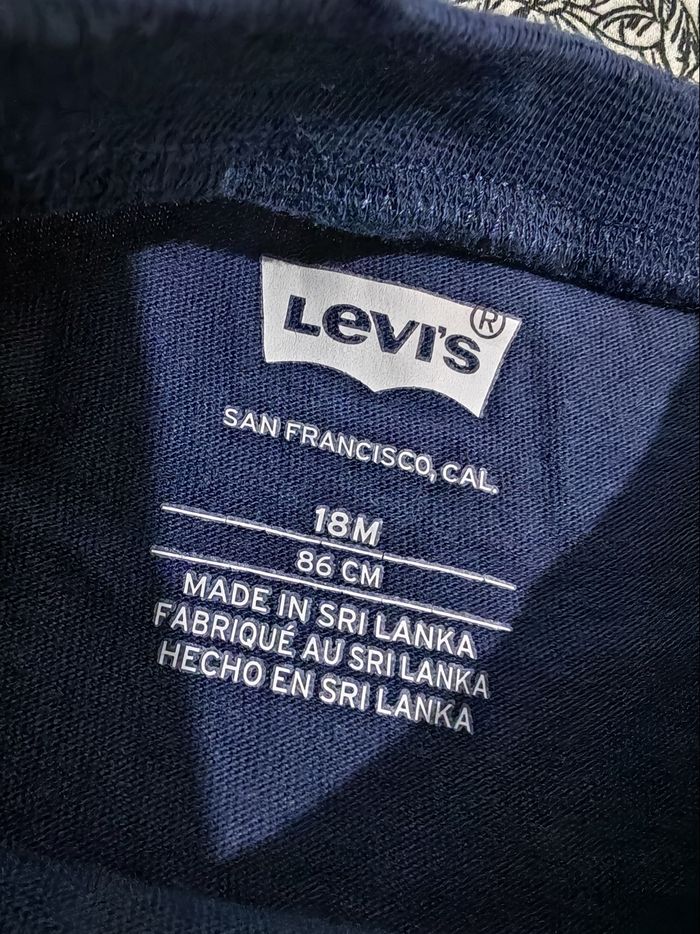 Levi's®
SAN FRANCISCO, CAL.
18M
86 CM
MADE IN SRI LANKA
FABRIQUÉ AU SRI LANKA
HECHO EN SRI LANKA